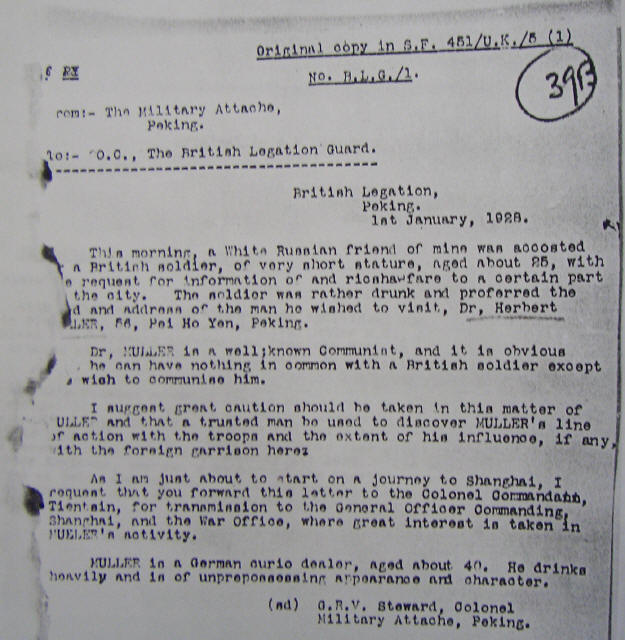 Original copy in S.F. 451/U.K./5 (1)
39B
No. B.L.G./1.
rom:- The Military Attache,
Peking.
to:- O.C., The British Legation Guard.
British Legation,
Peking.
1st January, 1928.
This morning, a White Russian friend of mine was accosted
a British soldier, of very short stature, aged about 25, with
request for information of and ricshawfare to a certain part
the city. The soldier was rather drunk and proferred the
and address of the man he wished to visit, Dr, Herbert
LLER, 56, Pei Ho Yen, Peking.
Dr, MULLER is a well;known Communist, and it is obvious
he can have nothing in common with a British soldier except
wish to communise him.
I suggest great caution should be taken in this matter of
ULLER and that a trusted man be used to discover MULLER's line
of action with the troops and the extent of his influence, if any,
ith the foreign garrison here;
As I am just about to start on a journey to Shanghai, I
request that you forward this letter to the Colonel Commandant,
Tientsin, for transmission to the General Officer Commanding,
Shanghai, and the War Office, where great interest is taken in
MUELER's activity.
MULLER is a German curio dealer, aged about 40. He drinks
heavily and is of unprepossessing appearance and character.
(sd) G.R.V. Steward, Colonel
Military Attache, Peking.